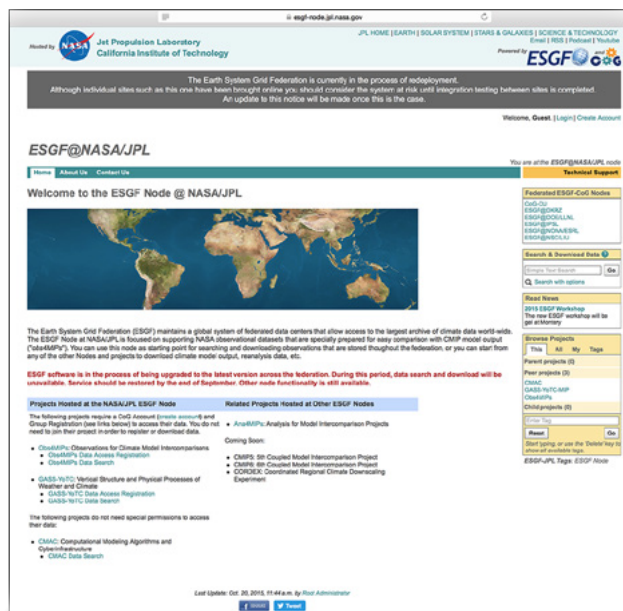 esgf-node.jpl.nasa.gov
JPL HOME | EARTH | SOLAR SYSTEM | STARS & GALAXIES | SCIENCE & TECHNOLOGY
Email | RSS | Podcast | Youtube
Hosted by NASA Jet Propulsion Laboratory
California Institute of Technology
Powered by ESGF and COG
The Earth System Grid Federation is currently in the process of redeployment.
Although individual sites such as this one have been brought online you should consider the system at risk until integration testing between sites is completed.
An update to this notice will be made once this is the case.
Welcome, Guest. | Login | Create Account
ESGF@NASA/JPL
You are at the ESGF@NASA/JPL node
Home About Us Contact Us Technical Support
Welcome to the ESGF Node @ NASA/JPL
The Earth System Grid Federation (ESGF) maintains a global system of federated data centers that allow access to the largest archive of climate data world-wide.
The ESGF Node at NASA/JPL is focused on supporting NASA observational datasets that are specially prepared for easy comparison with CMIP model output
("obs4MIPs"). You can use this node as starting point for searching and downloading observations that are stored thoughout the federation, or you can start from
any of the other Nodes and projects to download climate model output, reanalysis data, etc.
ESGF software is in the process of being upgraded to the latest version across the federation. During this period, data search and download will be
unavailable. Service should be restored by the end of September. Other node functionality is still available.
Projects Hosted at the NASA/JPL ESGF Node
The following projects require a CoG Account (create account) and
Group Registration (see links below) to access their data. You do not
need to join their project in order to register or download data.
Obs4MIPs: Observations for Climate Model Intercomparisons
Obs4MIPs Data Access Registration
Obs4MIPs Data Search
GASS-YoTC: Vertical Structure and Physical Processes of
Weather and Climate
GASS-YoTC Data Access Registration
GASS-YoTC Data Search
The following projects do not need special permissions to access
their data:
CMAC: Computational Modeling Algorithms and
Cyberinfrastructure
CMAC Data Search
Related Projects Hosted at Other ESGF Nodes
Ana4MIPs: Analysis for Model Intercomparison Projects
Coming Soon:
CMIP5: 5th Coupled Model Intercomparison Project
CMIP6: 6th Coupled Model Intercomparison Project
CORDEX: Coordinated Regional Climate Downscaling
Experiment
Federated ESGF-CoG Nodes
CoG-CU
ESGF@DKRZ
ESGF@DOE/LLNL
ESGF@IPSL
ESGF@NOAA/ESRL
ESGF@NSC/LIU
Search & Download Data
Simple Text Search Go
Search with options
Read News
2015 ESGF Workshop
The new ESGF workshop will be
get at Monterey
Browse Projects
This All My Tags
Parent projects (0)
Peer projects (3)
CMAC
GASS-YoTC-MIP
Obs4MIPs
Child projects (0)
Enter Tag
Reset Go
Start typing, or use the 'Delete' key to
show all available tags.
ESGF-JPL Tags: ESGF Node
Last Update: Oct. 20, 2015, 11:44 a.m. by Root Administrator
SHARE Tweet